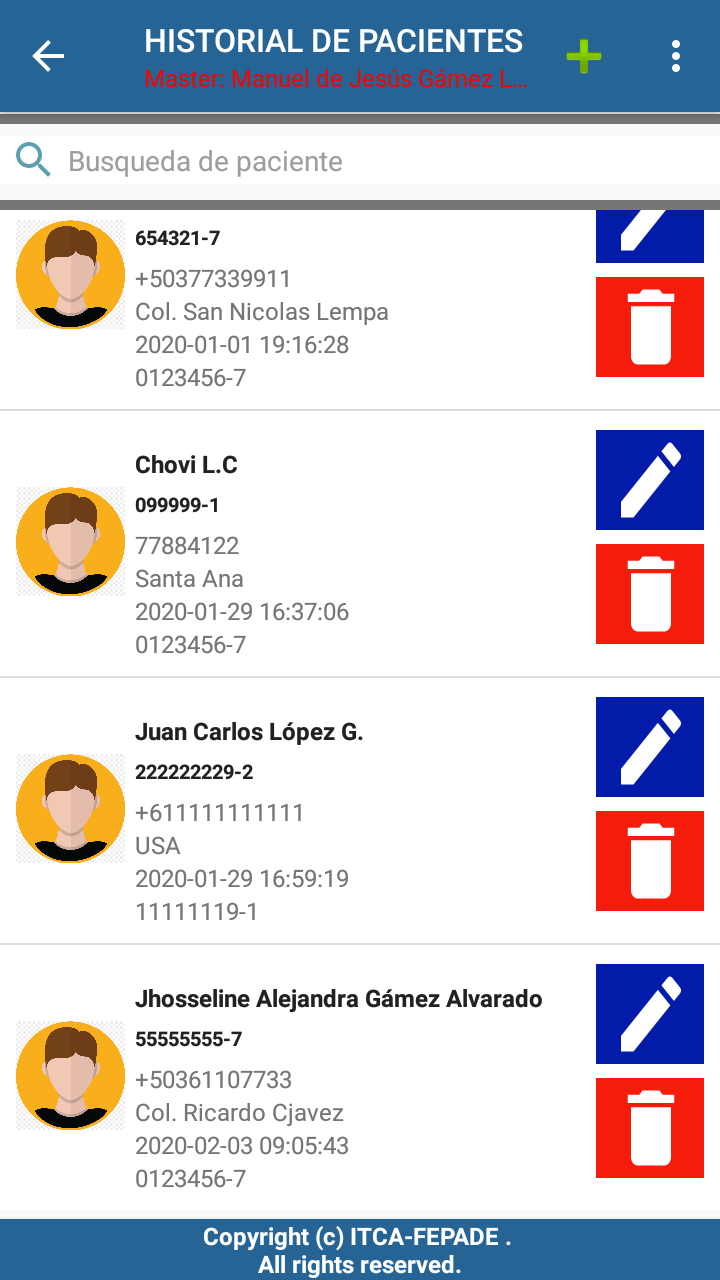 HISTORIAL DE PACIENTES
Master: Manuel de Jesús Gámez L...
Busqueda de paciente
654321-7
+50377339911
Col. San Nicolas Lempa
2020-01-01 19:16:28
0123456-7
Chovi L.C
099999-1
77884122
Santa Ana
2020-01-29 16:37:06
0123456-7
Juan Carlos López G.
222222229-2
+611111111111
USA
2020-01-29 16:59:19
11111119-1
Jhosseline Alejandra Gámez Alvarado
55555555-7
+50361107733
Col. Ricardo Cjavez
2020-02-03 09:05:43
0123456-7
Copyright (c) ITCA-FEPADE .
All rights reserved.